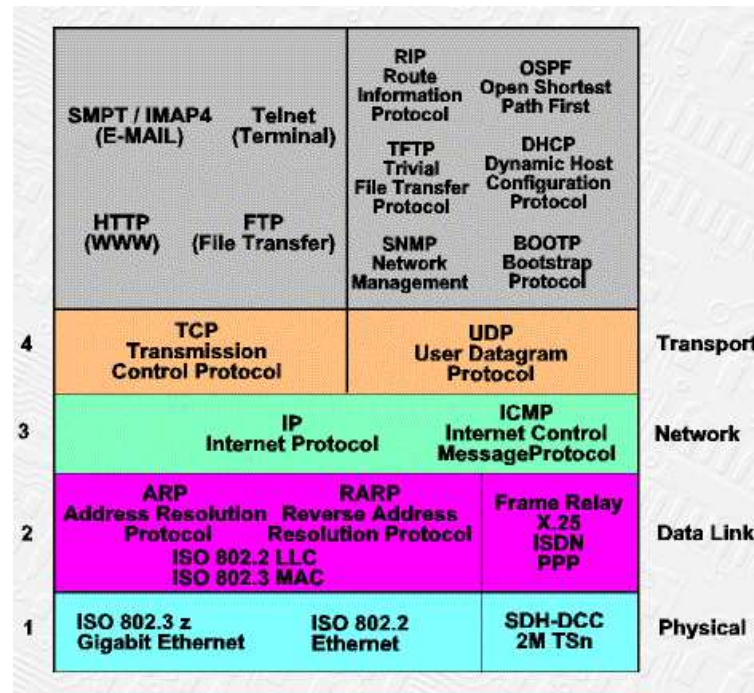 SMPT / IMAP4
(E-MAIL)
Telnet
(Terminal)
HTTP
(WWW)
FTP
(File Transfer)
RIP
Route
Information
Protocol
OSPF
Open Shortest
Path First
TFTP
Trivial
File Transfer
Protocol
DHCP
Dynamic Host
Configuration
Protocol
SNMP
Network
Management
BOOTP
Bootstrap
Protocol
4
TCP
Transmission
Control Protocol
UDP
User Datagram
Protocol
Transport
3
IP
Internet Protocol
ICMP
Internet Control
MessageProtocol
Network
2
ARP
Address Resolution
Protocol
RARP
Reverse Address
Resolution Protocol
ISO 802.2 LLC
ISO 802.3 MAC
Frame Relay
X.25
ISDN
PPP
Data Link
1
ISO 802.3 z
Gigabit Ethernet
ISO 802.2
Ethernet
SDH-DCC
2M TSn
Physical